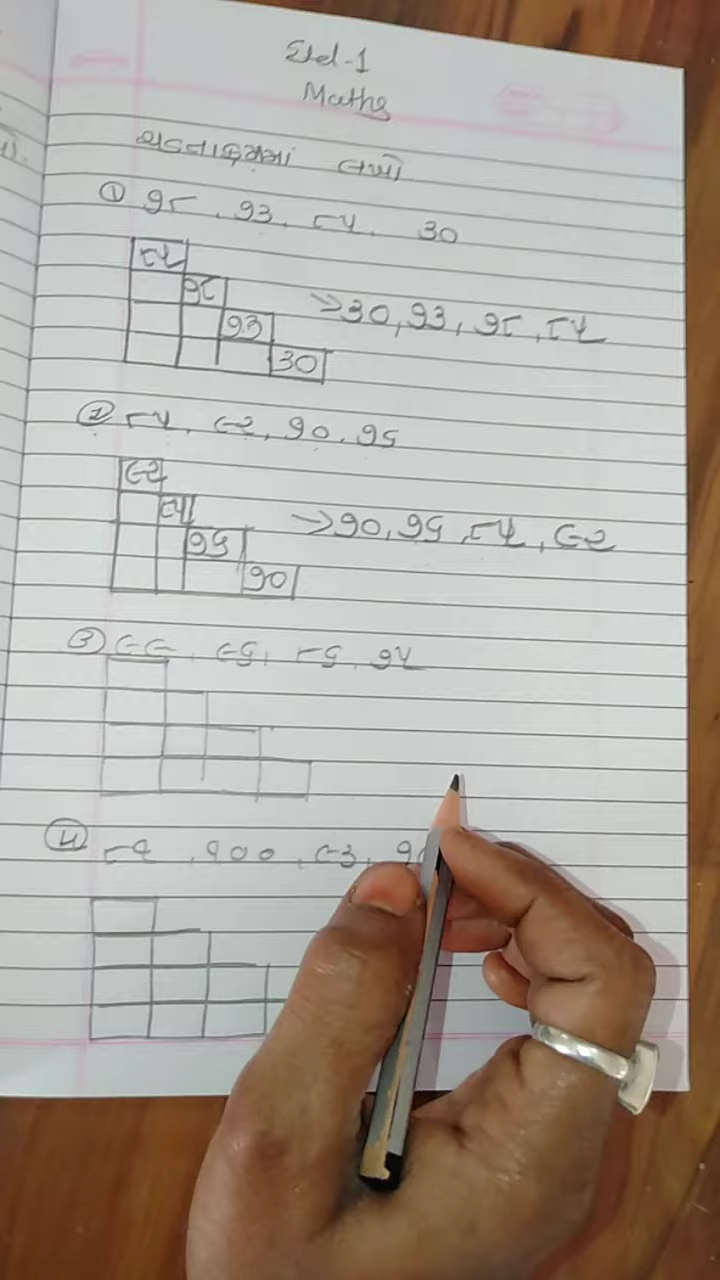 Std-1
Maths
ચડતાક્રમમાં લખો
① ૭૮, ૭૩, ૮૫, ૩૦
૮૫
૭૮
૭૩
૩૦
→ ૩૦, ૭૩, ૭૮, ૮૫
② ૮૫, ૯૨, ૭૦, ૭૬
૯૨
૮૫
૭૬
૭૦
→ ૭૦, ૭૬, ૮૫, ૯૨
③ ૯૯, ૯૬, ૮૬, ૭૫
④ ૮૧, ૧૦૦, ૯૩,